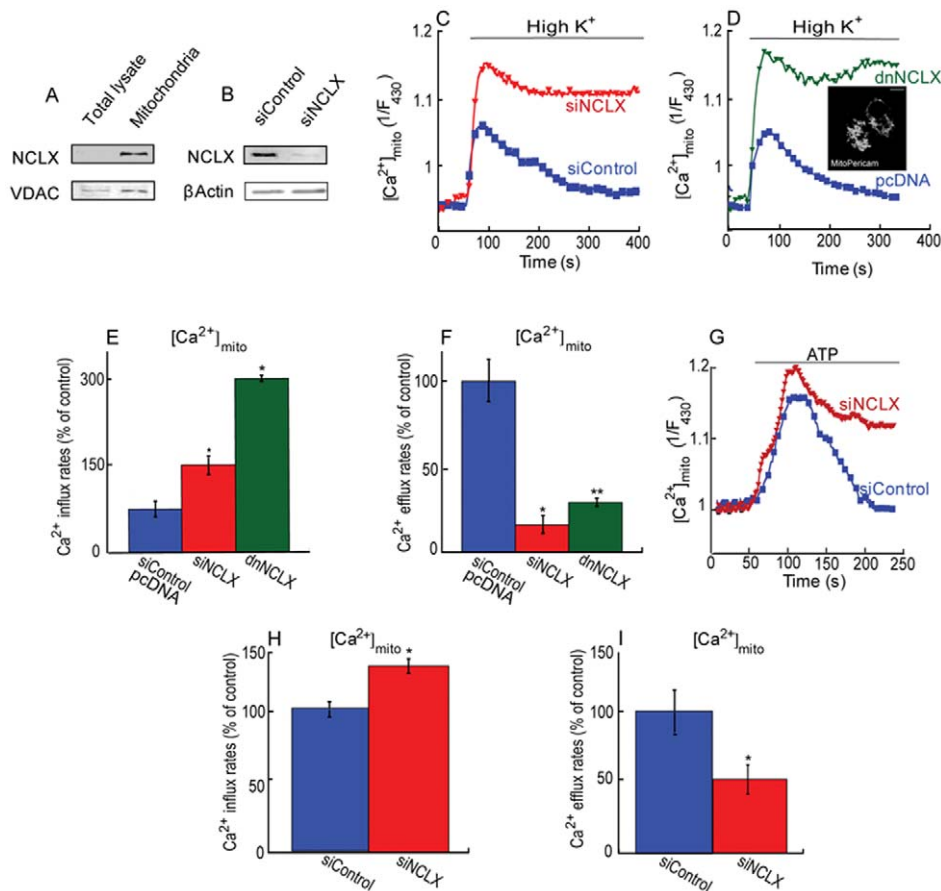 A
Total lysate
Mitochondria
NCLX
VDAC
B
siControl
siNCLX
NCLX
βActin
C
High K⁺
1.2
1.1
1
[Ca²⁺]mito (1/F430)
siNCLX
siControl
0 100 200 300 400
Time (s)
D
High K⁺
1.2
1.1
1
[Ca²⁺]mito (1/F430)
dnNCLX
MitoPericam
pcDNA
0 100 200 300 400
Time (s)
E
[Ca²⁺]mito
Ca²⁺ influx rates (% of control)
300
150
0
*
*
siControl
pcDNA
siNCLX
dnNCLX
F
[Ca²⁺]mito
Ca²⁺ efflux rates (% of control)
100
50
0
*
**
siControl
pcDNA
siNCLX
dnNCLX
G
ATP
1.2
1.1
1
[Ca²⁺]mito (1/F430)
siNCLX
siControl
0 50 100 150 200 250
Time (s)
H
[Ca²⁺]mito
Ca²⁺ influx rates (% of control)
150
100
50
0
*
siControl
siNCLX
I
[Ca²⁺]mito
Ca²⁺ efflux rates (% of control)
150
100
50
0
*
siControl
siNCLX